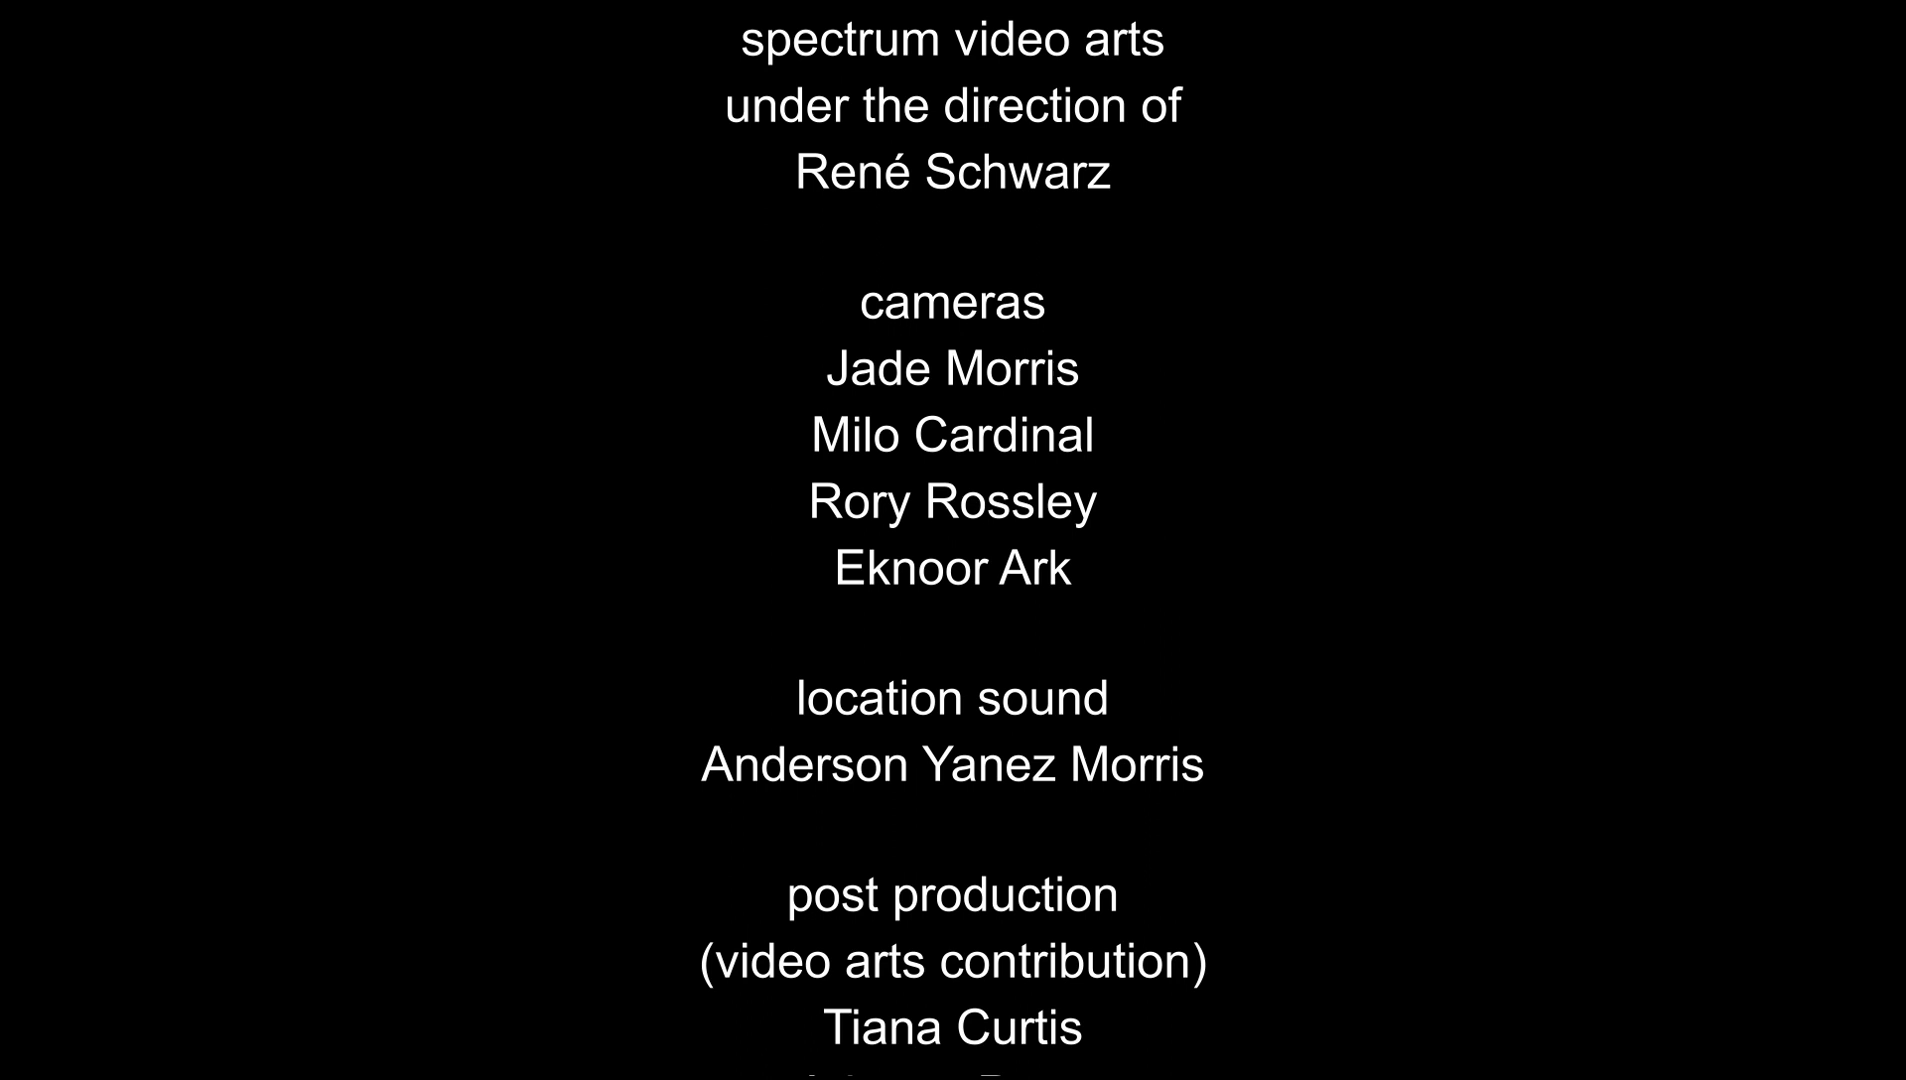 spectrum video arts
under the direction of
René Schwarz
cameras
Jade Morris
Milo Cardinal
Rory Rossley
Eknoor Ark
location sound
Anderson Yanez Morris
post production
(video arts contribution)
Tiana Curtis